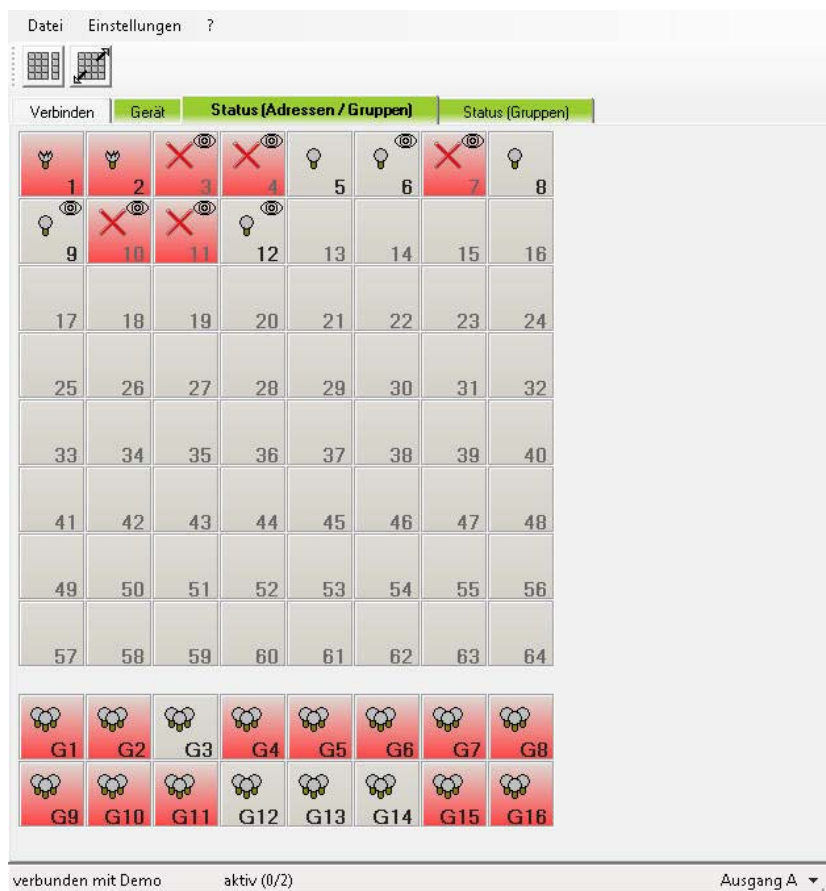 Datei Einstellungen ?
Verbinden Gerät Status (Adressen / Gruppen) Status (Gruppen)
1 2 3 4 5 6 7 8
9 10 11 12 13 14 15 16
17 18 19 20 21 22 23 24
25 26 27 28 29 30 31 32
33 34 35 36 37 38 39 40
41 42 43 44 45 46 47 48
49 50 51 52 53 54 55 56
57 58 59 60 61 62 63 64
G1 G2 G3 G4 G5 G6 G7 G8
G9 G10 G11 G12 G13 G14 G15 G16
verbunden mit Demo aktiv (0/2) Ausgang A